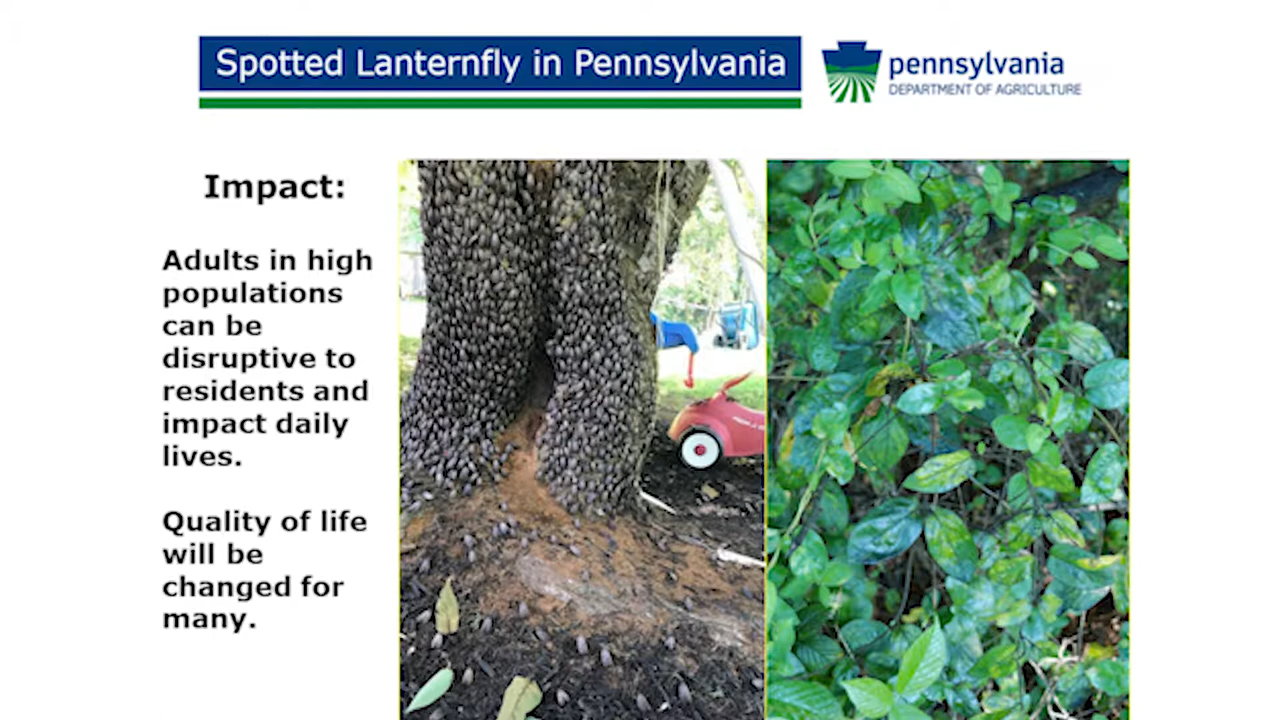 Spotted Lanternfly in Pennsylvania
pennsylvania
DEPARTMENT OF AGRICULTURE
Impact:
Adults in high
populations
can be
disruptive to
residents and
impact daily
lives.
Quality of life
will be
changed for
many.